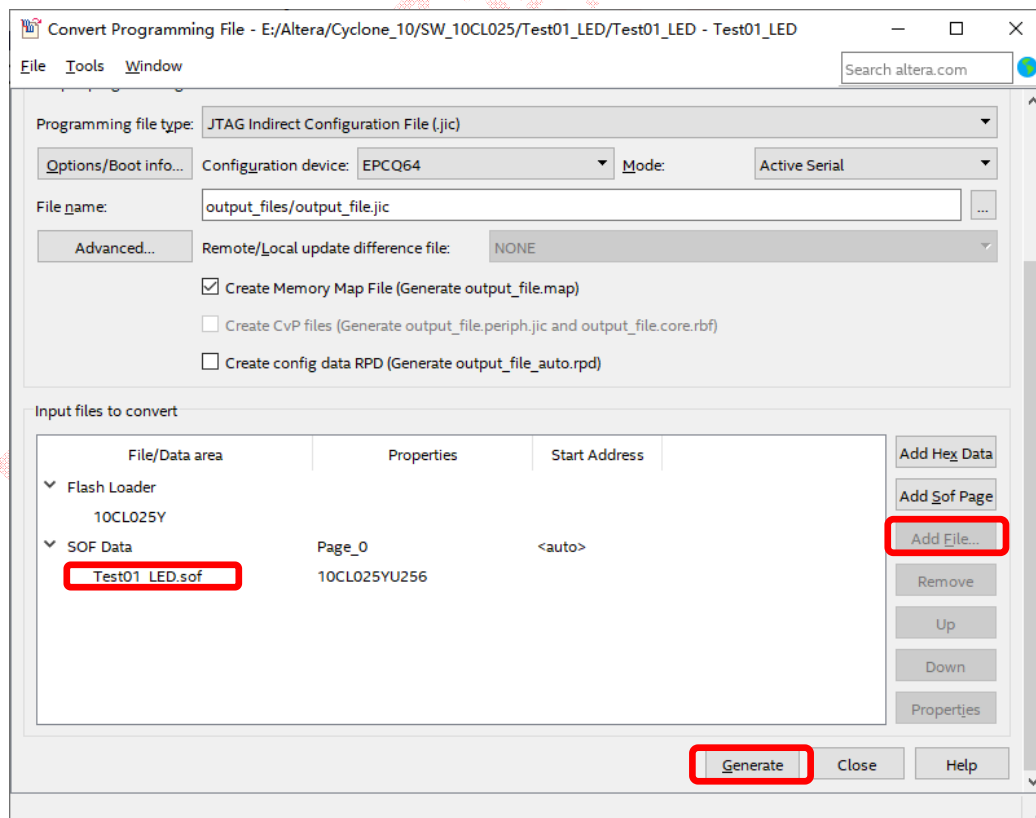 Convert Programming File - E:/Altera/Cyclone_10/SW_10CL025/Test01_LED/Test01_LED - Test01_LED
File Tools Window
Search altera.com
Programming file type: JTAG Indirect Configuration File (.jic)
Options/Boot info... Configuration device: EPCQ64 Mode: Active Serial
File name: output_files/output_file.jic ...
Advanced... Remote/Local update difference file: NONE
Create Memory Map File (Generate output_file.map)
Create CvP files (Generate output_file.periph.jic and output_file.core.rbf)
Create config data RPD (Generate output_file_auto.rpd)
Input files to convert
File/Data area Properties Start Address
Add Hex Data
Flash Loader
Add Sof Page
10CL025Y
SOF Data Page_0 <auto>
Add File...
Test01_LED.sof 10CL025YU256
Remove
Up
Down
Properties
Generate Close Help